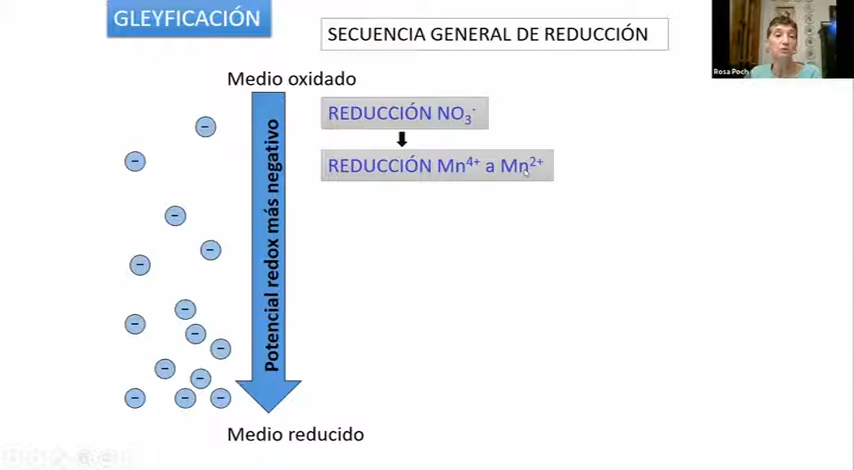 GLEYFICACIÓN
SECUENCIA GENERAL DE REDUCCIÓN
Rosa Poch
Medio oxidado
REDUCCIÓN NO₃⁻
REDUCCIÓN Mn⁴⁺ a Mn²⁺
Potencial redox más negativo
Medio reducido